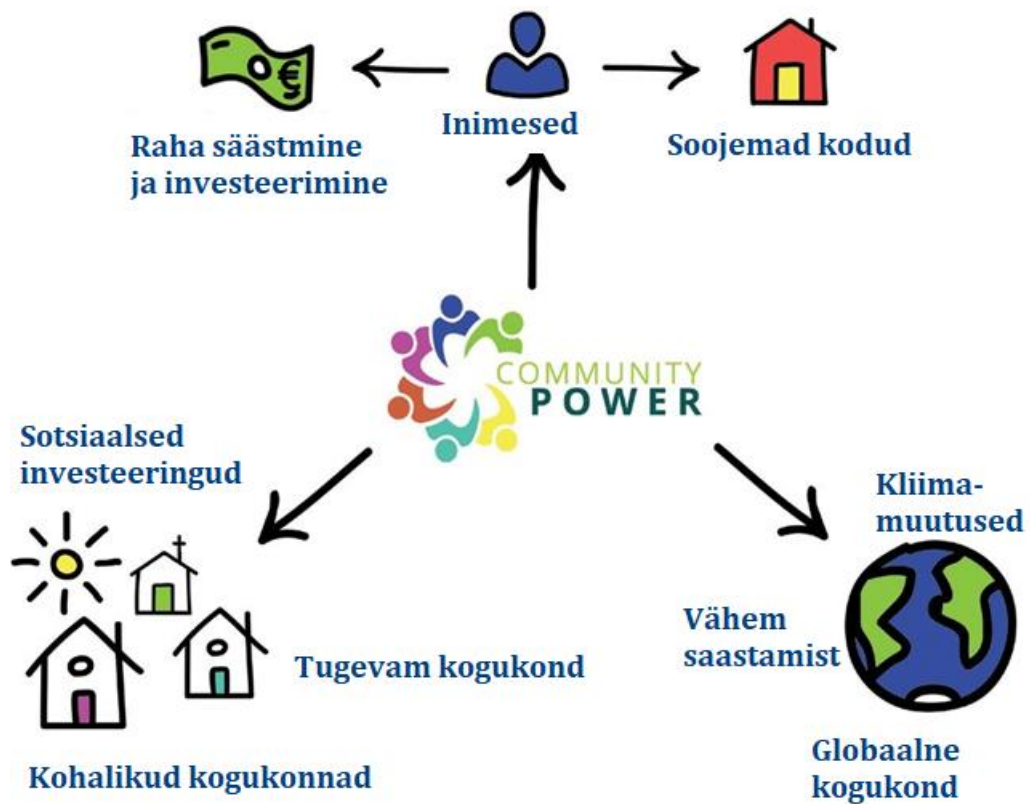 Inimesed
Raha säästmine
ja investeerimine
Soojemad kodud
€
COMMUNITY
POWER
Sotsiaalsed
investeeringud
Tugevam kogukond
Kohalikud kogukonnad
Kliima-
muutused
Vähem
saastamist
Globaalne
kogukond